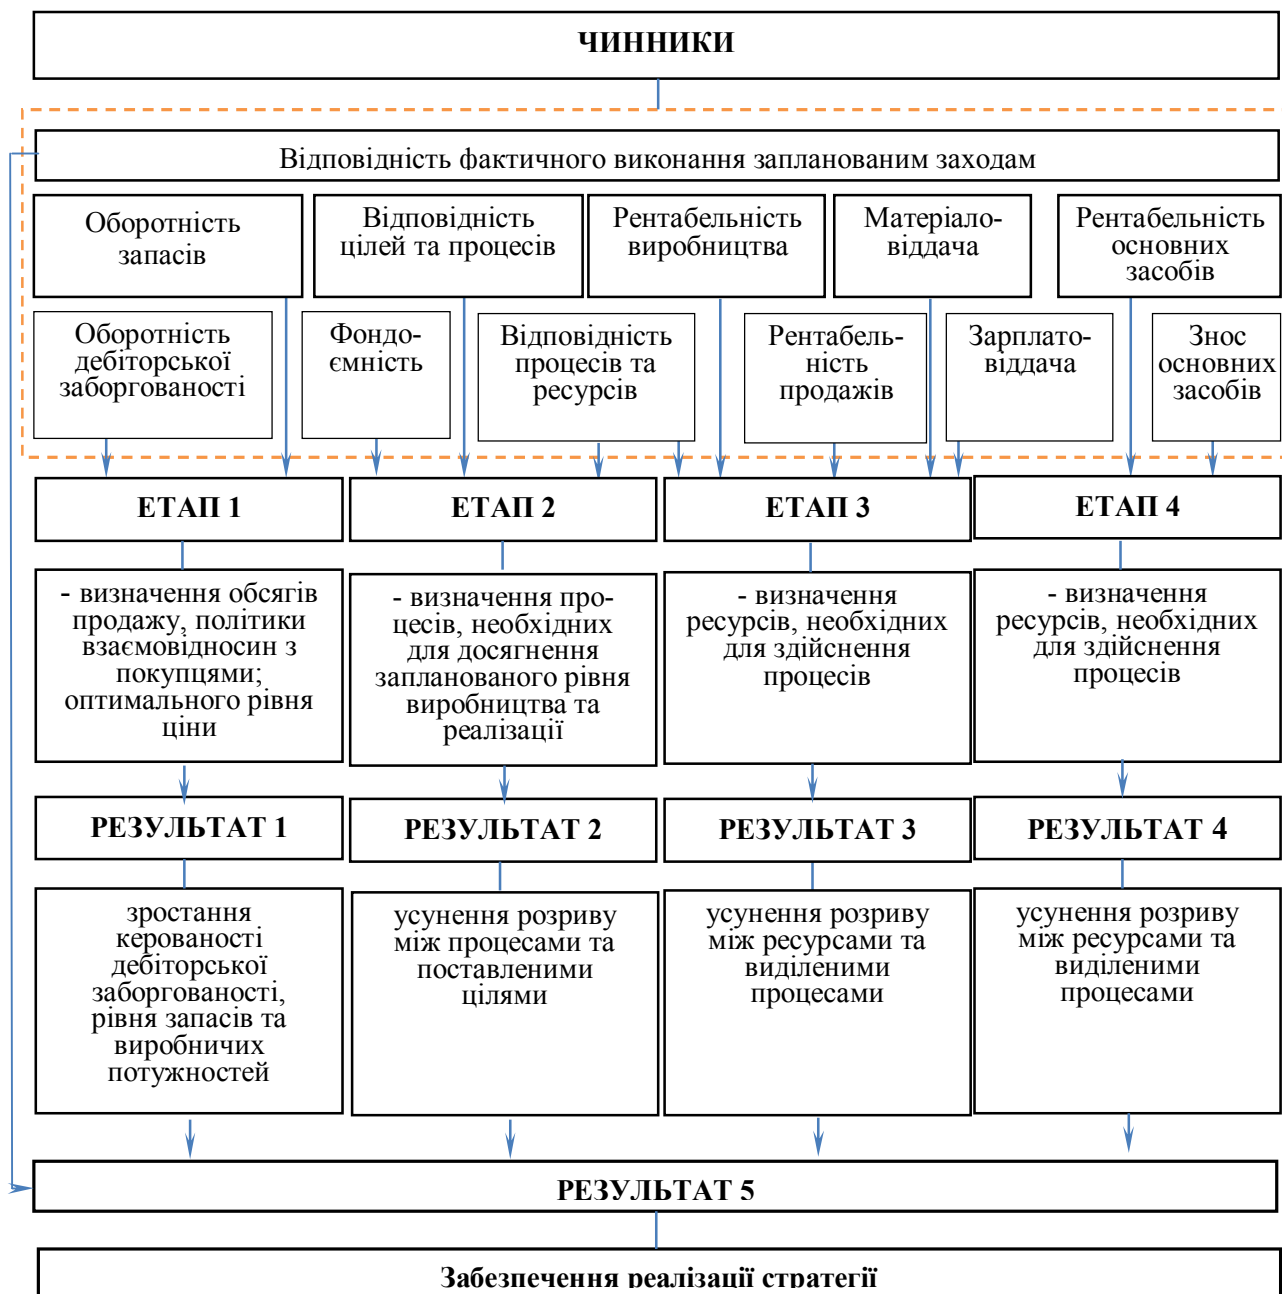 ЧИННИКИ
Відповідність фактичного виконання запланованим заходам
Оборотність
запасів
Відповідність
цілей та процесів
Рентабельність
виробництва
Матеріало-
віддача
Рентабельність
основних
засобів
Оборотність
дебіторської
заборгованості
Фондо-
ємність
Відповідність
процесів та
ресурсів
Рентабель-
ність
продажів
Зарплато-
віддача
Знос
основних
засобів
ЕТАП 1
ЕТАП 2
ЕТАП 3
ЕТАП 4
- визначення обсягів
продажу, політики
взаємовідносин з
покупцями;
оптимального рівня
ціни
- визначення про-
цесів, необхідних
для досягнення
запланованого рівня
виробництва та
реалізації
- визначення
ресурсів, необхідних
для здійснення
процесів
- визначення
ресурсів, необхідних
для здійснення
процесів
РЕЗУЛЬТАТ 1
РЕЗУЛЬТАТ 2
РЕЗУЛЬТАТ 3
РЕЗУЛЬТАТ 4
зростання
керованості
дебіторської
заборгованості,
рівня запасів та
виробничих
потужностей
усунення розриву
між процесами та
поставленими
цілями
усунення розриву
між ресурсами та
виділеними
процесами
усунення розриву
між ресурсами та
виділеними
процесами
РЕЗУЛЬТАТ 5
Забезпечення реалізації стратегії